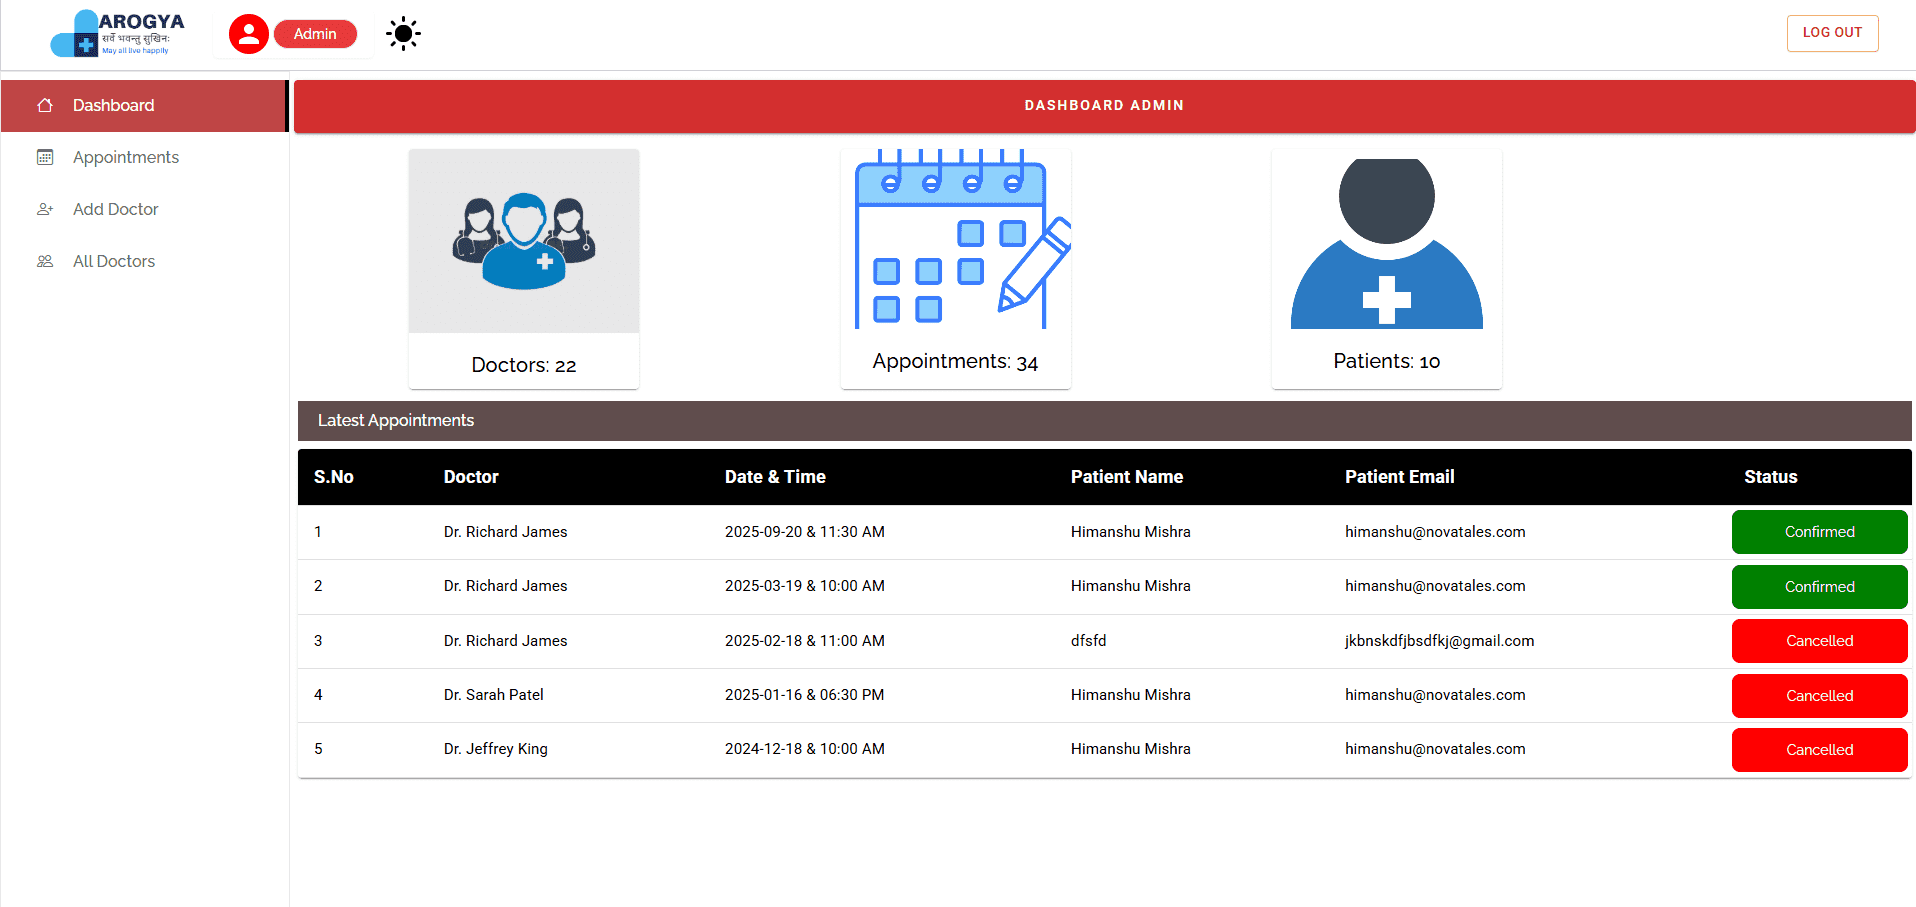 AROGYA
सर्वे भवन्तु सुखिनः
May all live happily
Admin
LOG OUT
Dashboard
Appointments
Add Doctor
All Doctors
DASHBOARD ADMIN
Doctors: 22
Appointments: 34
Patients: 10
Latest Appointments
S.No Doctor Date & Time Patient Name Patient Email Status
1 Dr. Richard James 2025-09-20 & 11:30 AM Himanshu Mishra himanshu@novatales.com Confirmed
2 Dr. Richard James 2025-03-19 & 10:00 AM Himanshu Mishra himanshu@novatales.com Confirmed
3 Dr. Richard James 2025-02-18 & 11:00 AM dfsfd jkbnskdfjbsdfkj@gmail.com Cancelled
4 Dr. Sarah Patel 2025-01-16 & 06:30 PM Himanshu Mishra himanshu@novatales.com Cancelled
5 Dr. Jeffrey King 2024-12-18 & 10:00 AM Himanshu Mishra himanshu@novatales.com Cancelled